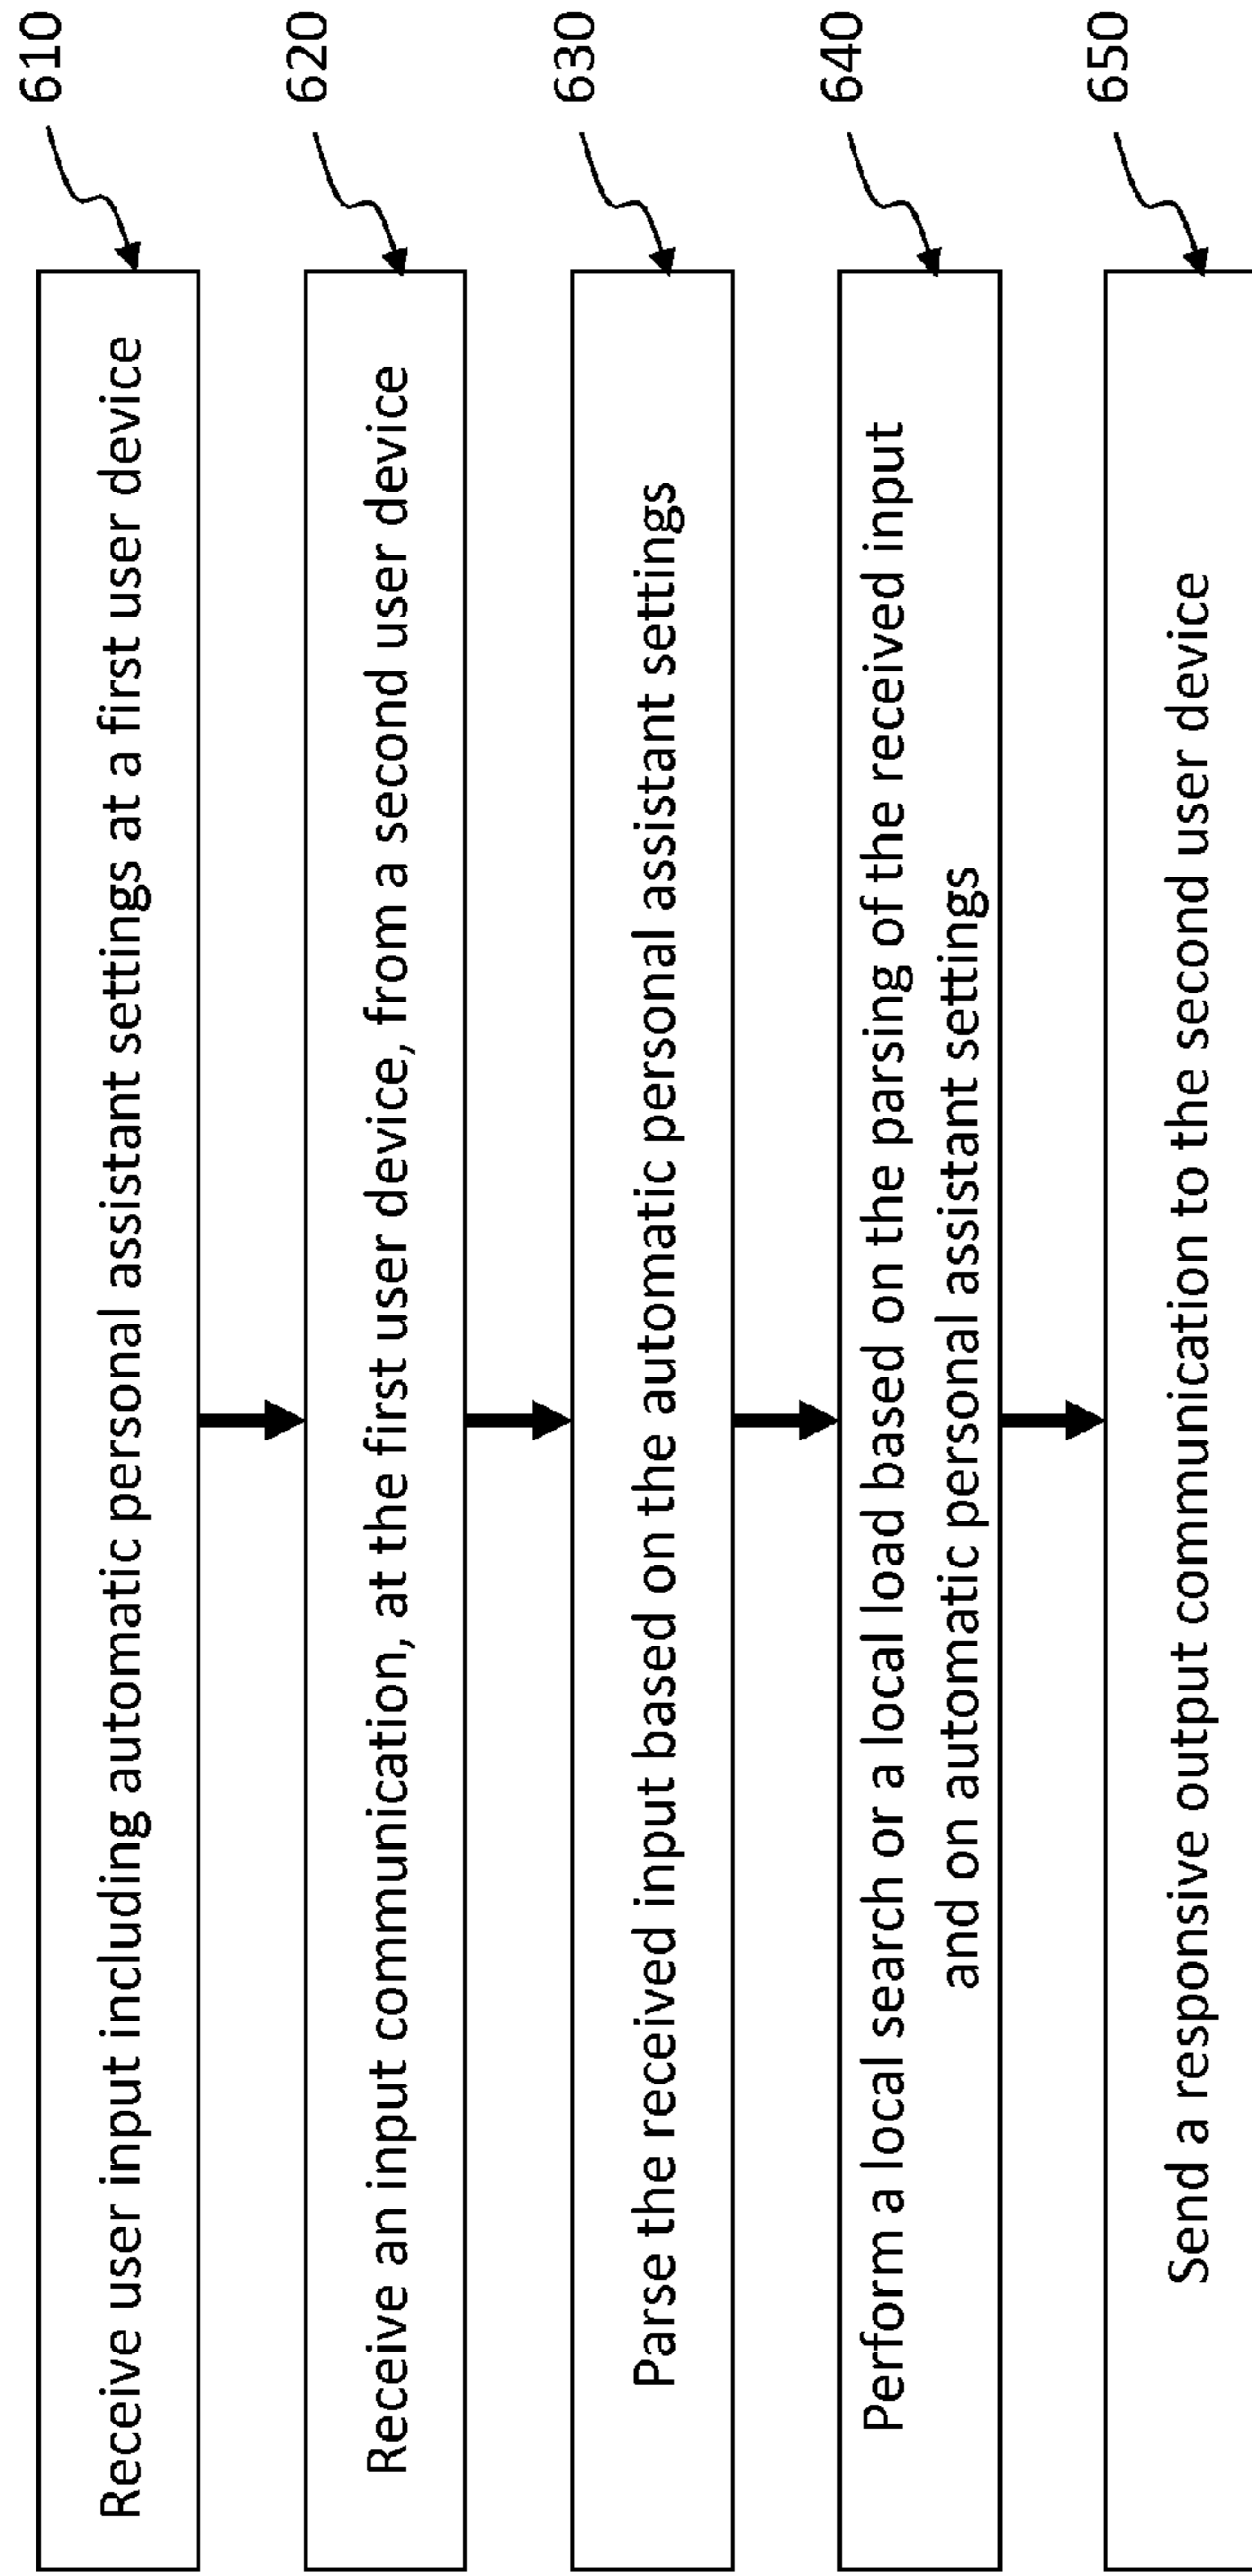 Receive user input including automatic personal assistant settings at a first user device
610
Receive an input communication, at the first user device, from a second user device
620
Parse the received input based on the automatic personal assistant settings
630
Perform a local search or a local load based on the parsing of the received input
and on automatic personal assistant settings
640
Send a responsive output communication to the second user device
650